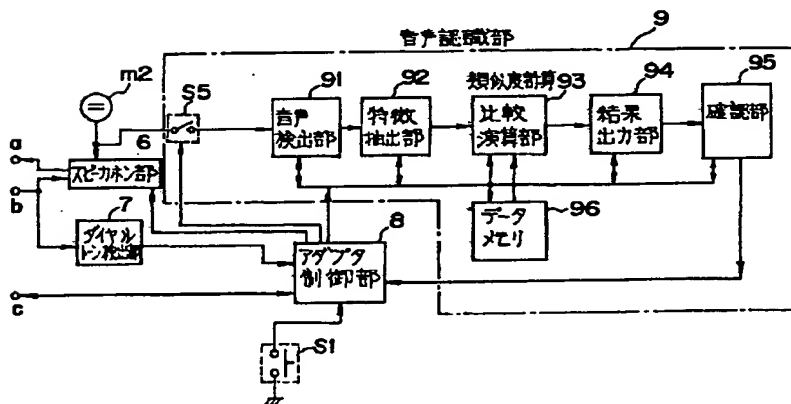 音声認識部
9
m2
S5
91
92
類似度計算
93
94
95
音声
検出部
特徴
抽出部
比較
演算部
結果
出力部
確認部
a
6
スピーカホン部
b
7
ダイヤル
トーン検出部
8
アダプタ
制御部
データ
メモリ
96
c
S1